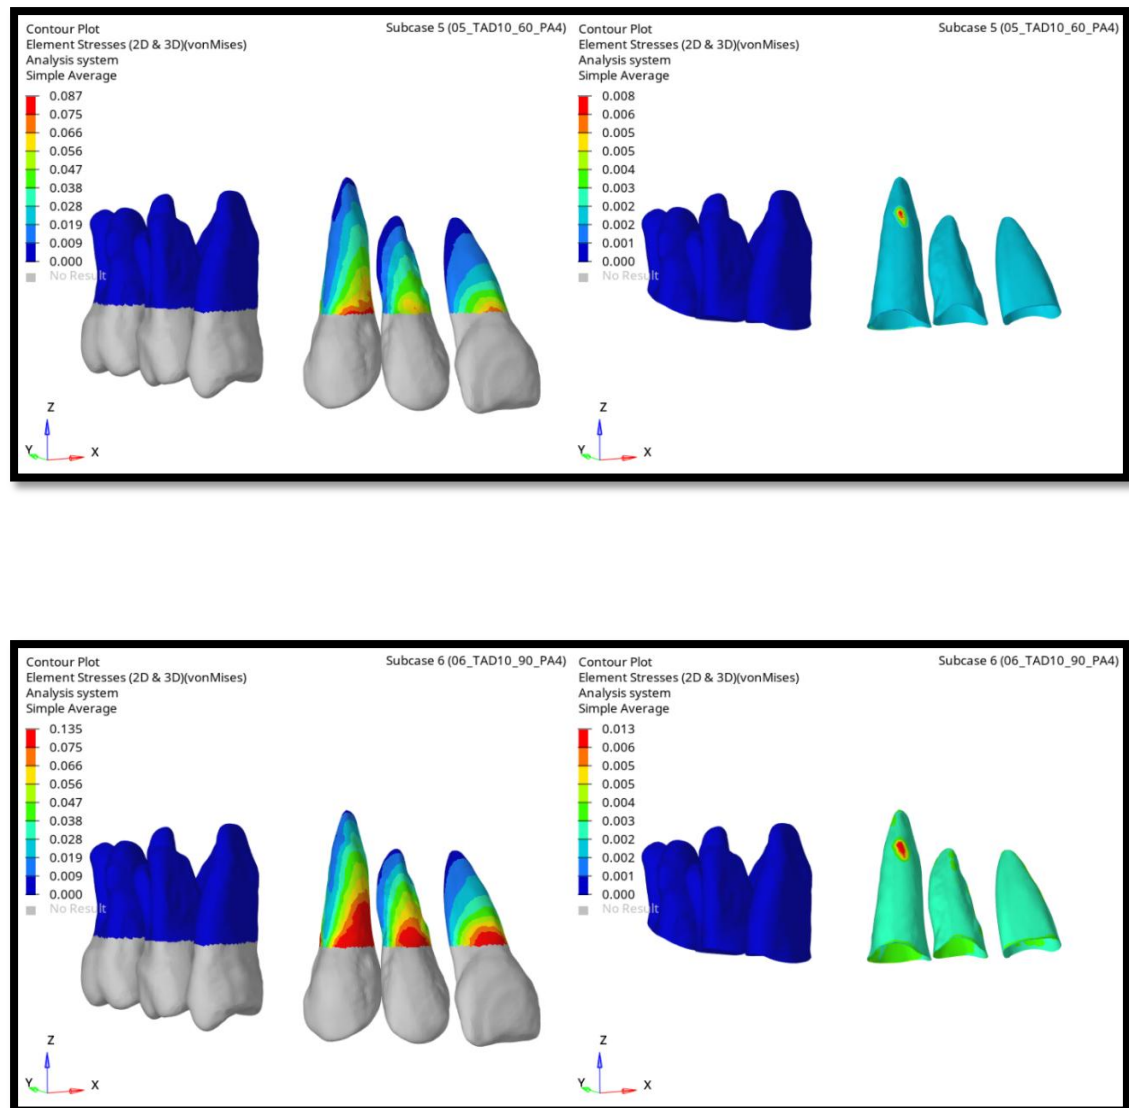 Contour Plot
Element Stresses (2D & 3D)(vonMises)
Analysis system
Simple Average
Subcase 5 (05_TAD10_60_PA4)
0.087
0.075
0.066
0.056
0.047
0.038
0.028
0.019
0.009
0.000
No Result
Z
Y
X
Contour Plot
Element Stresses (2D & 3D)(vonMises)
Analysis system
Simple Average
Subcase 5 (05_TAD10_60_PA4)
0.008
0.006
0.005
0.005
0.004
0.003
0.002
0.002
0.001
0.000
No Result
Z
Y
X
Contour Plot
Element Stresses (2D & 3D)(vonMises)
Analysis system
Simple Average
Subcase 6 (06_TAD10_90_PA4)
0.135
0.075
0.066
0.056
0.047
0.038
0.028
0.019
0.009
0.000
No Result
Z
Y
X
Contour Plot
Element Stresses (2D & 3D)(vonMises)
Analysis system
Simple Average
Subcase 6 (06_TAD10_90_PA4)
0.013
0.006
0.005
0.005
0.004
0.003
0.002
0.002
0.001
0.000
No Result
Z
Y
X